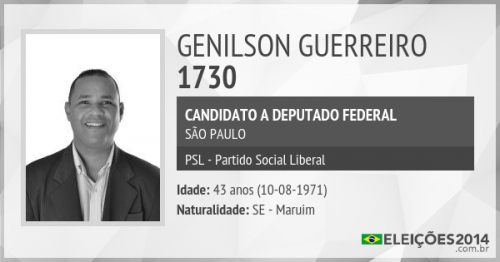 GENILSON GUERREIRO
1730
CANDIDATO A DEPUTADO FEDERAL
SÃO PAULO
PSL - Partido Social Liberal
Idade: 43 anos (10-08-1971)
Naturalidade: SE - Maruim
ELEIÇÕES2014
.com.br